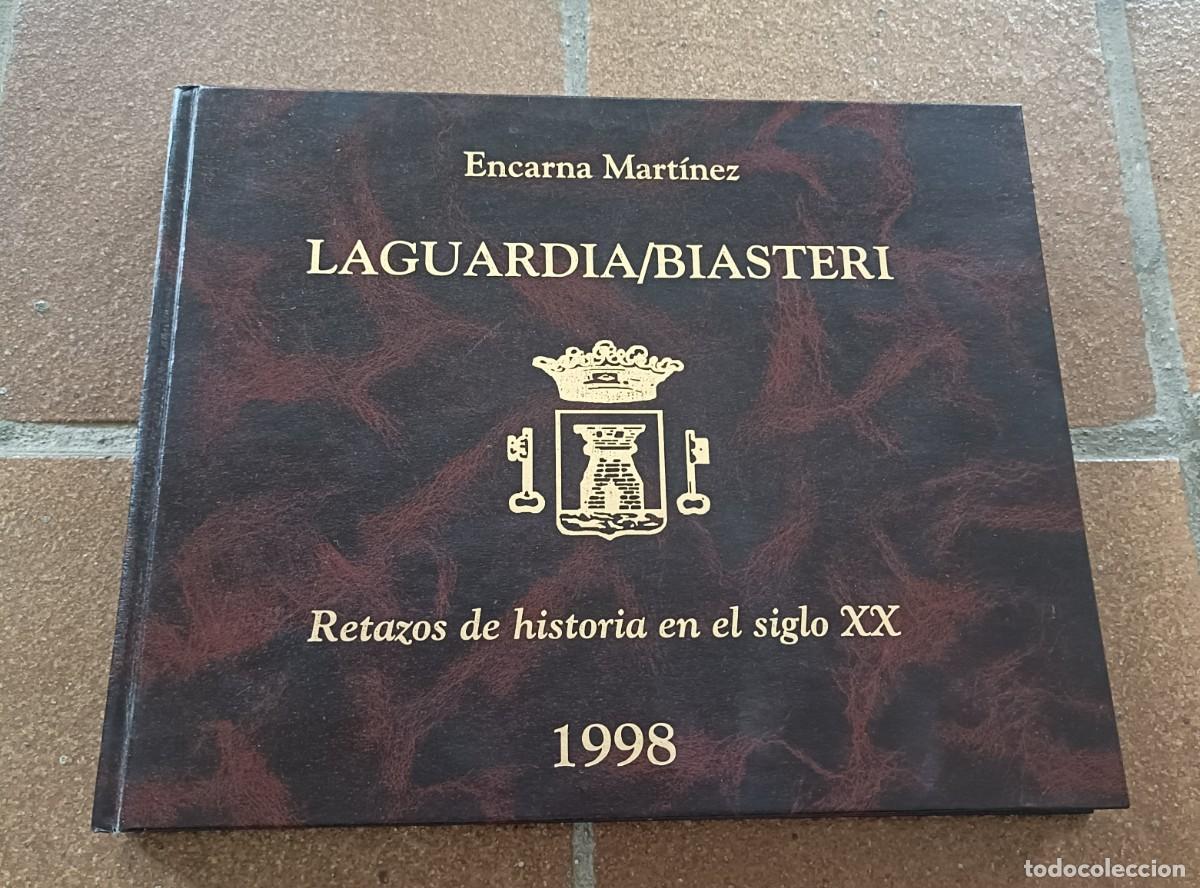 Encarna Martínez
LAGUARDIA/BIASTERI
Retazos de historia en el siglo XX
1998
todocoleccion